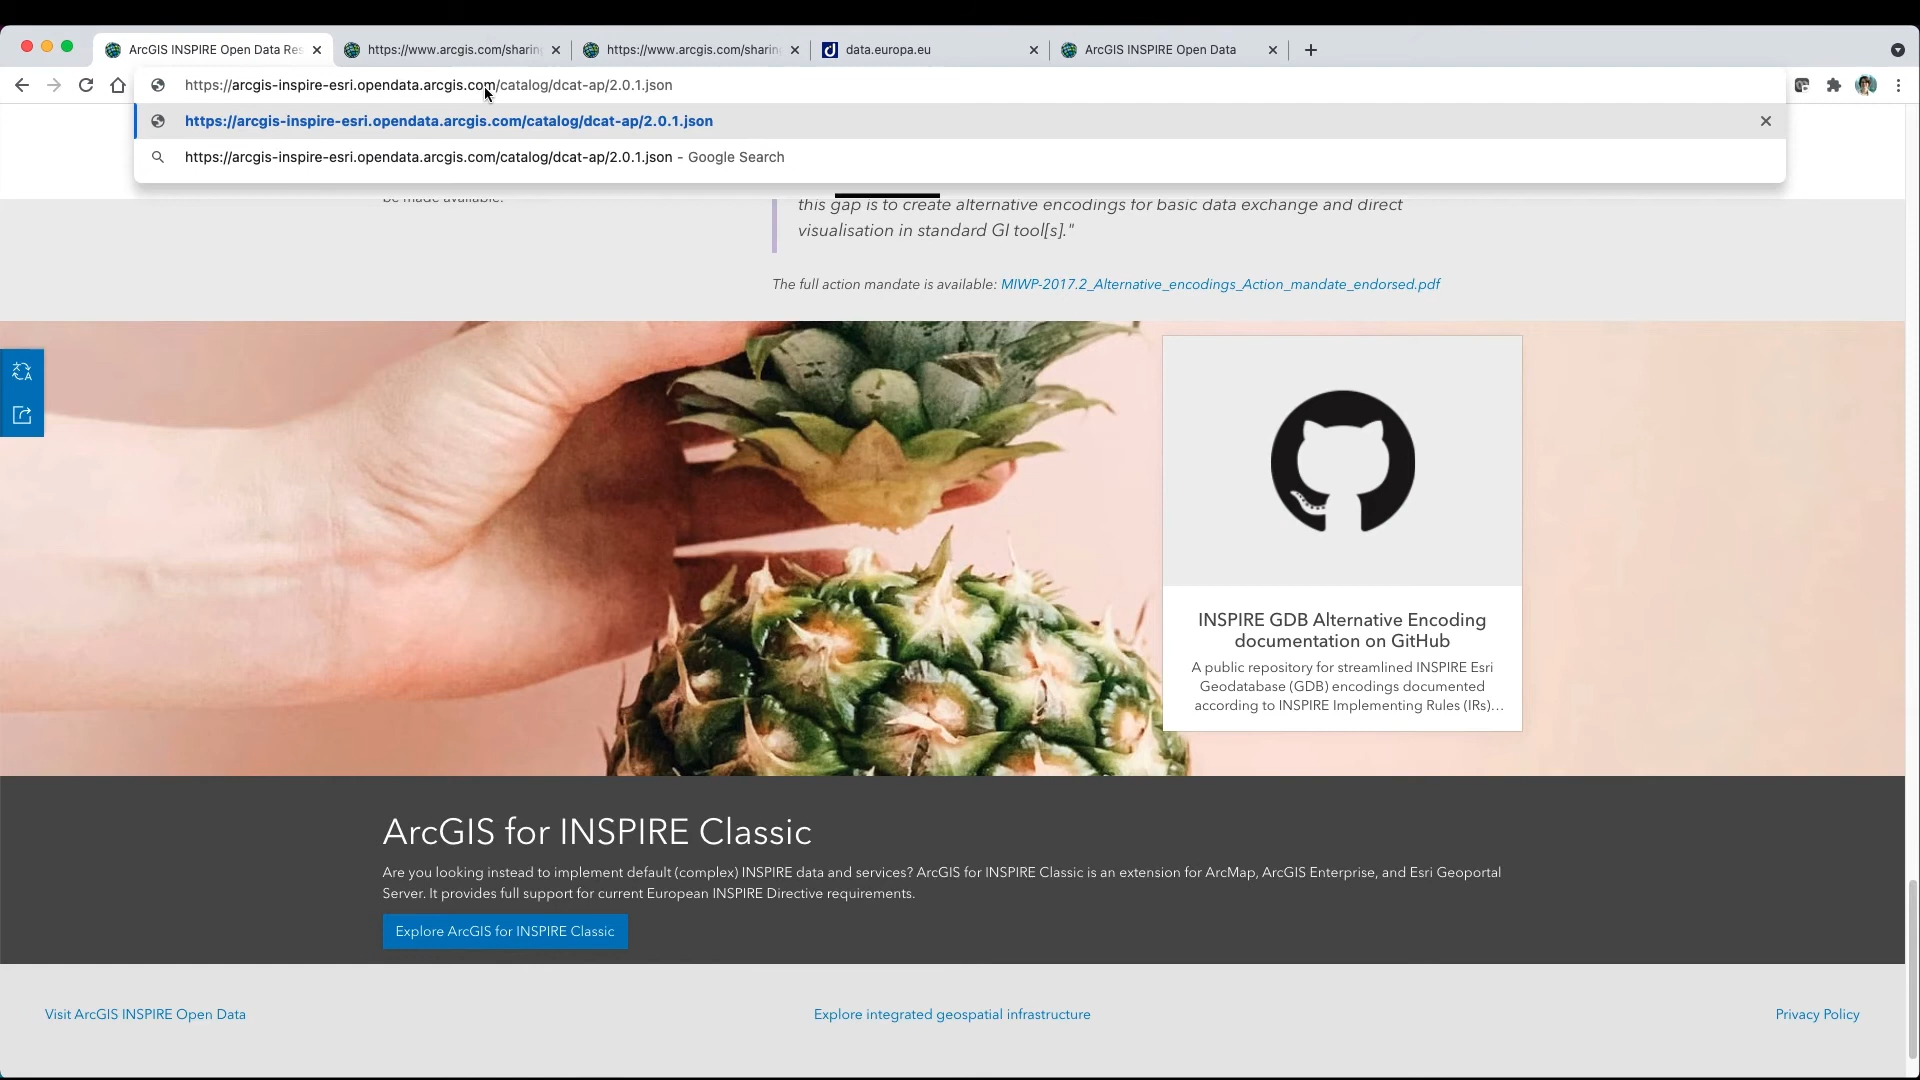 ArcGIS INSPIRE Open Data Res
https://www.arcgis.com/sharing
https://www.arcgis.com/sharing
data.europa.eu
ArcGIS INSPIRE Open Data
https://arcgis-inspire-esri.opendata.arcgis.com/catalog/dcat-ap/2.0.1.json
https://arcgis-inspire-esri.opendata.arcgis.com/catalog/dcat-ap/2.0.1.json
https://arcgis-inspire-esri.opendata.arcgis.com/catalog/dcat-ap/2.0.1.json - Google Search
be made available.
this gap is to create alternative encodings for basic data exchange and direct
visualisation in standard GI tool[s]."
The full action mandate is available: MIWP-2017.2_Alternative_encodings_Action_mandate_endorsed.pdf
INSPIRE GDB Alternative Encoding
documentation on GitHub
A public repository for streamlined INSPIRE Esri
Geodatabase (GDB) encodings documented
according to INSPIRE Implementing Rules (IRs)...
ArcGIS for INSPIRE Classic
Are you looking instead to implement default (complex) INSPIRE data and services? ArcGIS for INSPIRE Classic is an extension for ArcMap, ArcGIS Enterprise, and Esri Geoportal
Server. It provides full support for current European INSPIRE Directive requirements.
Explore ArcGIS for INSPIRE Classic
Visit ArcGIS INSPIRE Open Data
Explore integrated geospatial infrastructure
Privacy Policy